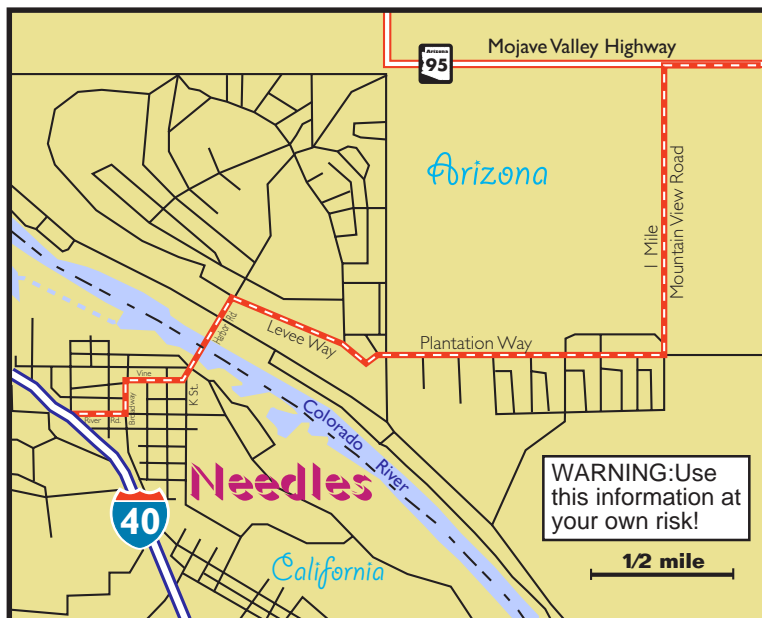 Mojave Valley Highway
Arizona
95
Arizona
1 Mile
Mountain View Road
Harbor Rd.
Levee Way
Plantation Way
Vine
K St.
Broadway
River Rd.
Colorado River
Needles
40
California
WARNING:Use
this information at
your own risk!
1/2 mile